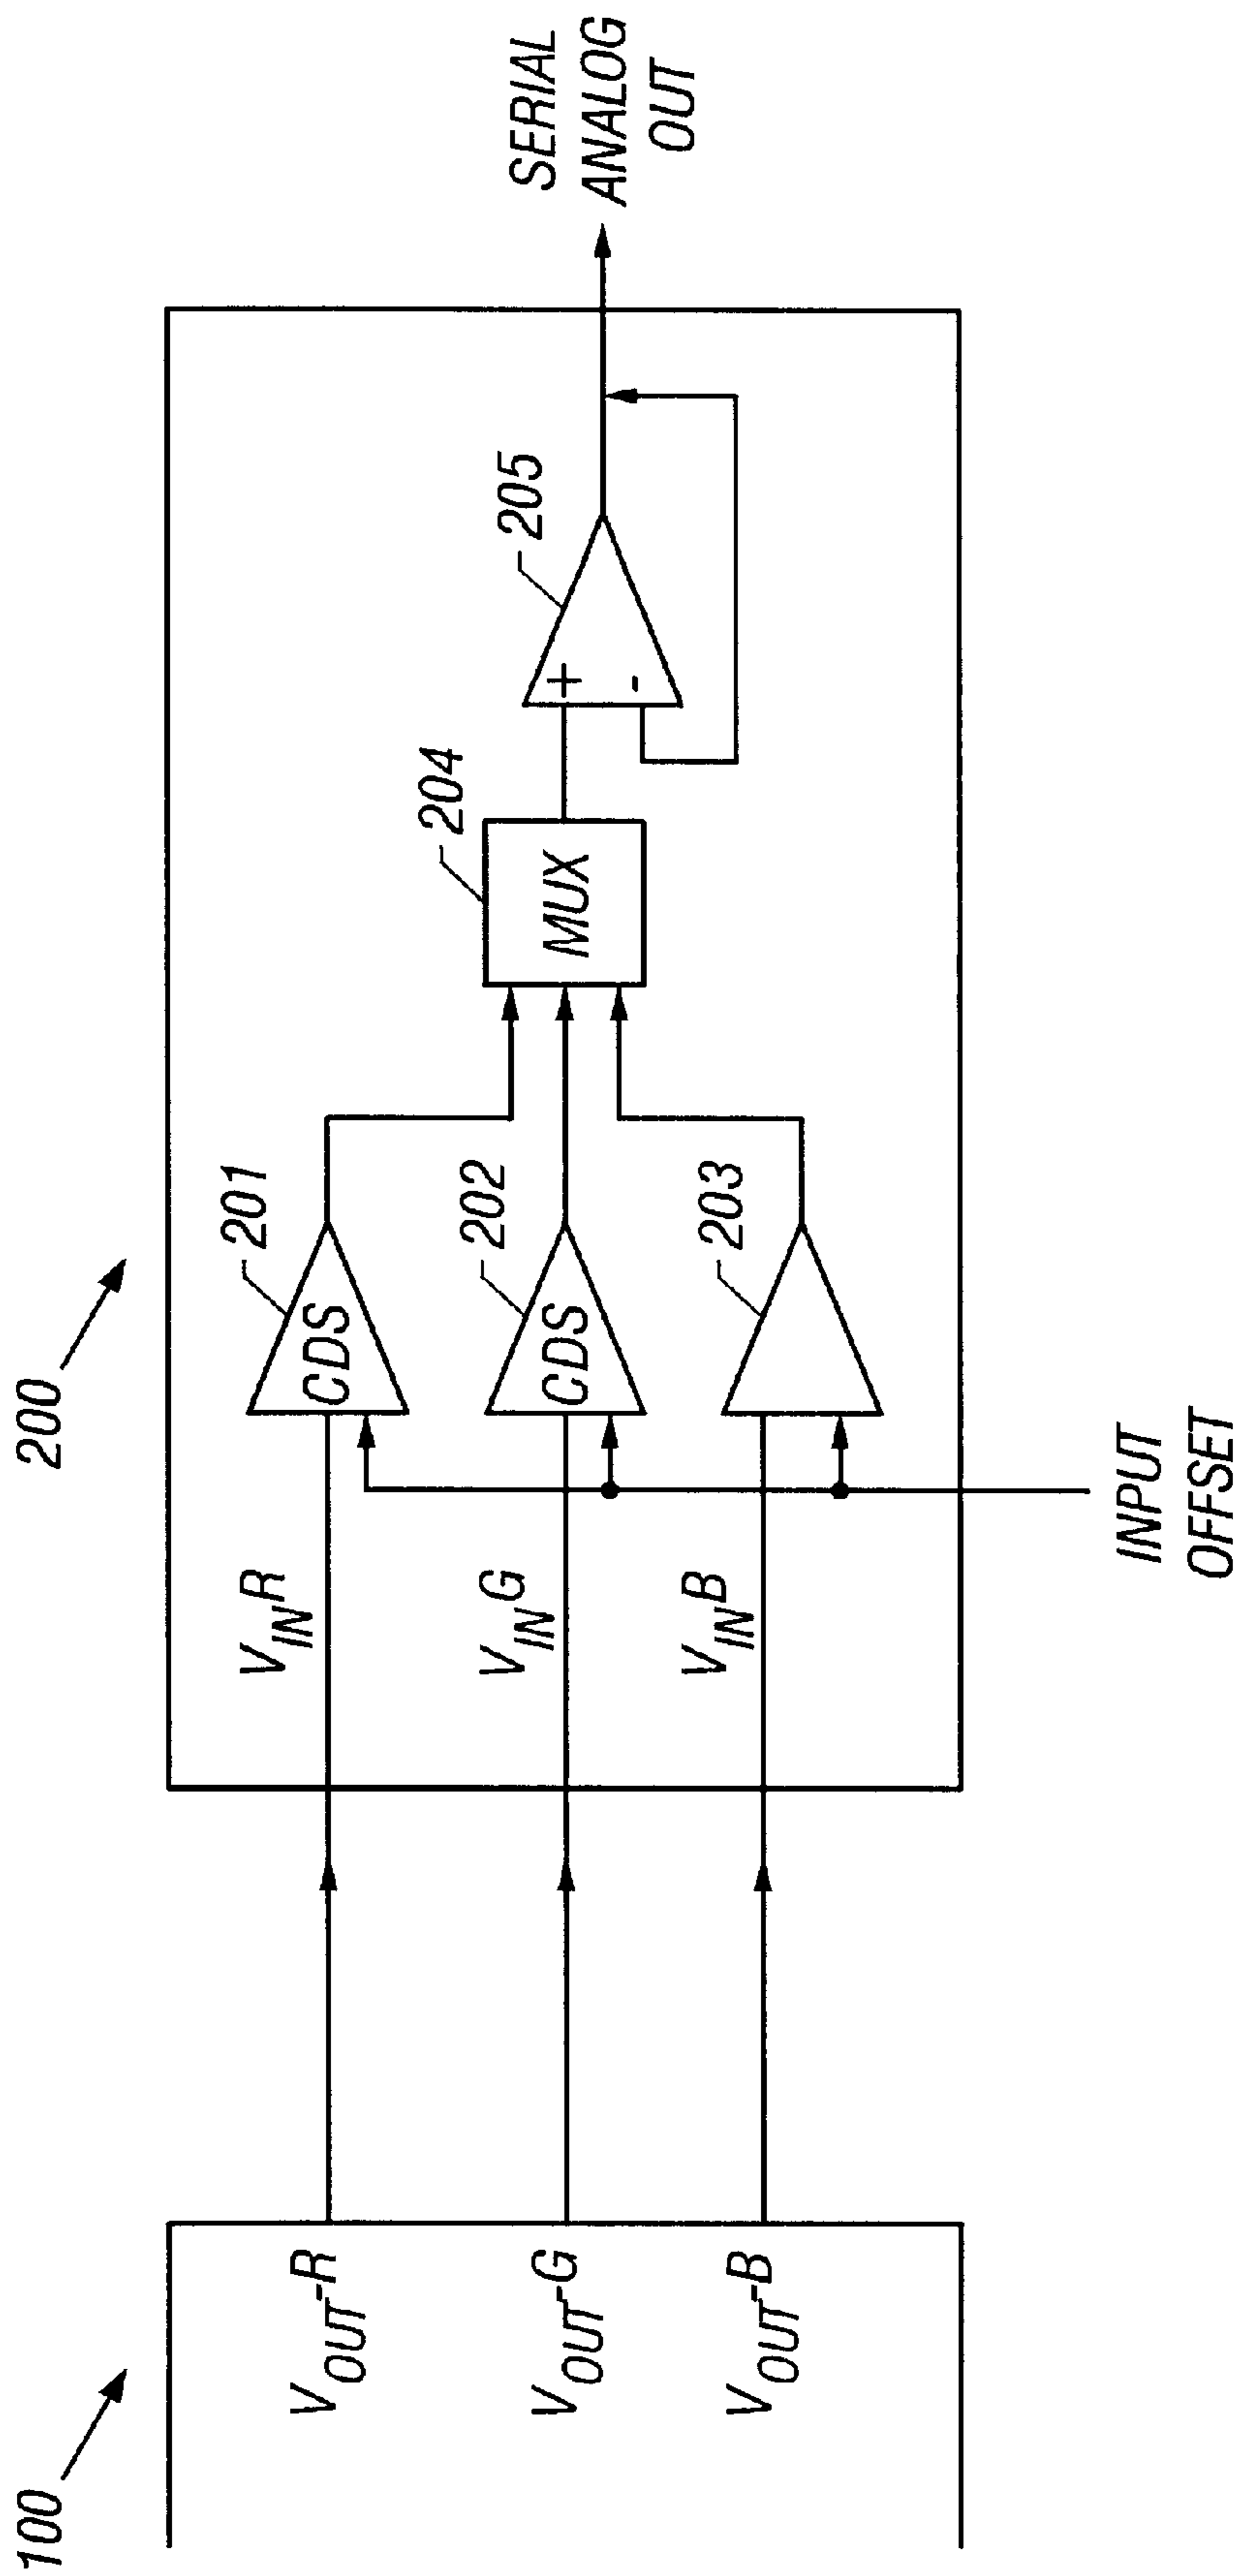 100
200
V_OUT-R
V_OUT-G
V_OUT-B
V_IN R
V_IN G
V_IN B
INPUT
OFFSET
CDS
201
CDS
202
203
MUX
204
+
-
205
SERIAL
ANALOG
OUT